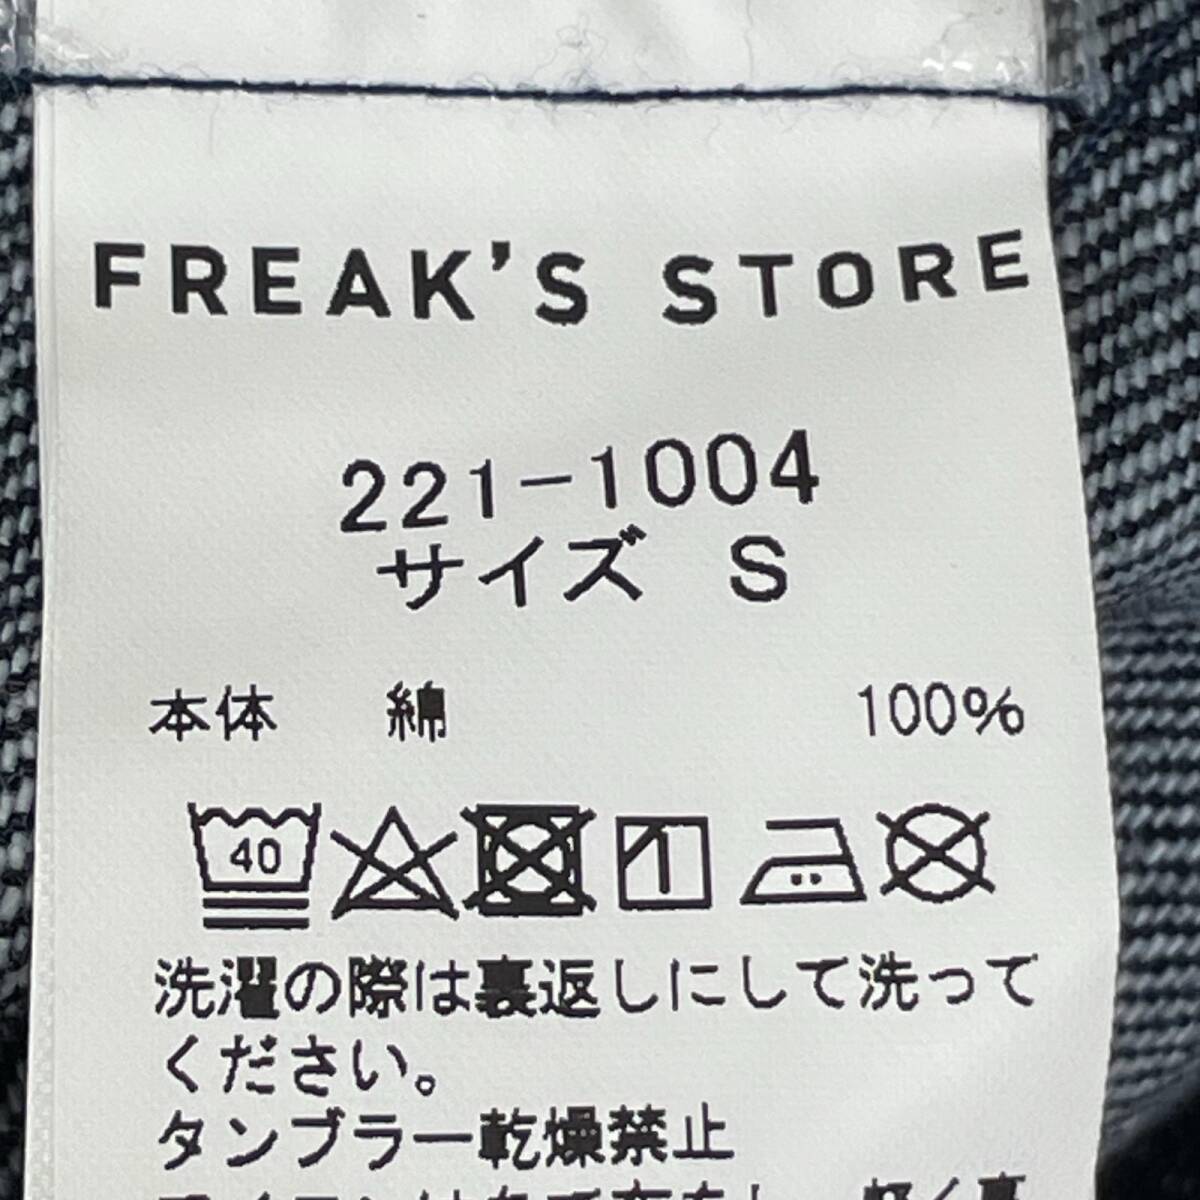 FREAK'S STORE
221-1004
サイズ S
本体 綿 100%
40
洗濯の際は裏返しにして洗って
ください。
タンブラー乾燥禁止